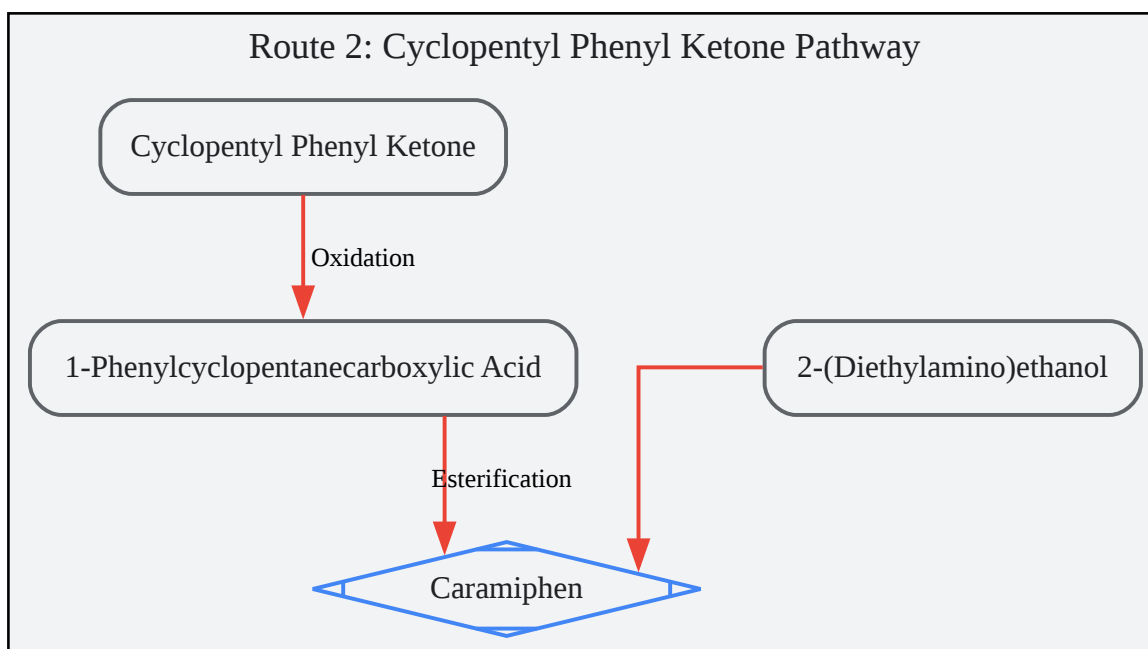 Route 2: Cyclopentyl Phenyl Ketone Pathway
Cyclopentyl Phenyl Ketone
Oxidation
1-Phenylcyclopentanecarboxylic Acid
2-(Diethylamino)ethanol
Esterification
Caramiphen